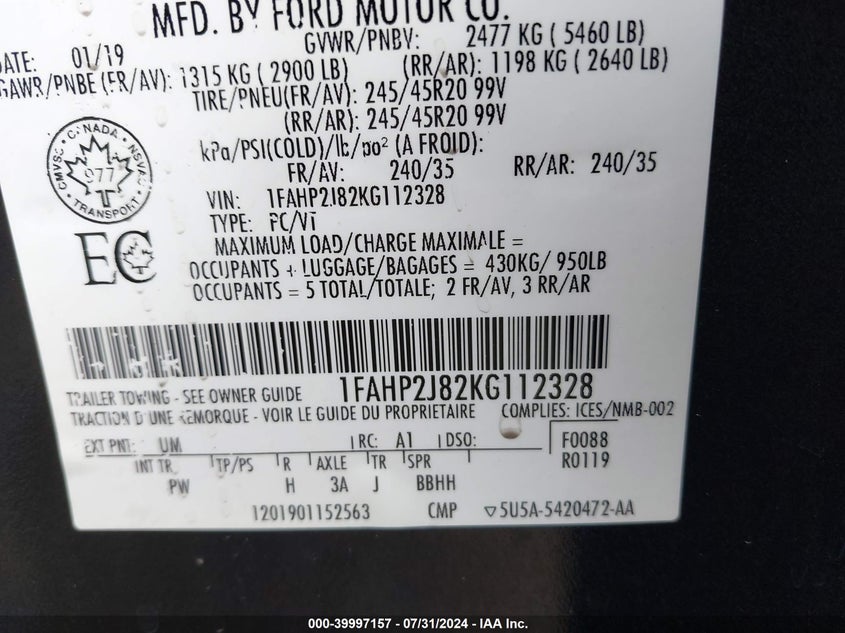 MFD. BY FORD MOTOR CO.
DATE: 01/19 GVWR/PNBV: 2477 KG ( 5460 LB)
GAWR/PNBE (FR/AV): 1315 KG ( 2900 LB) (RR/AR): 1198 KG ( 2640 LB)
TIRE/PNEU(FR/AV): 245/45R20 99V
(RR/AR): 245/45R20 99V
kPa/PSI(COLD)/lb/po² (A FROID):
FR/AV: 240/35 RR/AR: 240/35
CANADA
CMVSS NSVAC
977
TRANSPORT
VIN: 1FAHP2J82KG112328
TYPE: PC/VT
EC
MAXIMUM LOAD/CHARGE MAXIMALE =
OCCUPANTS + LUGGAGE/BAGAGES = 430KG/ 950LB
OCCUPANTS = 5 TOTAL/TOTALE; 2 FR/AV, 3 RR/AR
TRAILER TOWING - SEE OWNER GUIDE 1FAHP2J82KG112328
TRACTION D'UNE REMORQUE - VOIR LE GUIDE DU PROPRIETAIRE COMPLIES: ICES/NMB-002
EXT PNT: UM RC: A1 DSO: F0088
INT TR TP/PS R AXLE TR SPR R0119
PW H 3A J BBHH
1201901152563 CMP ▽5U5A-5420472-AA
000-39997157 / 07/31/2024 - IAA Inc.